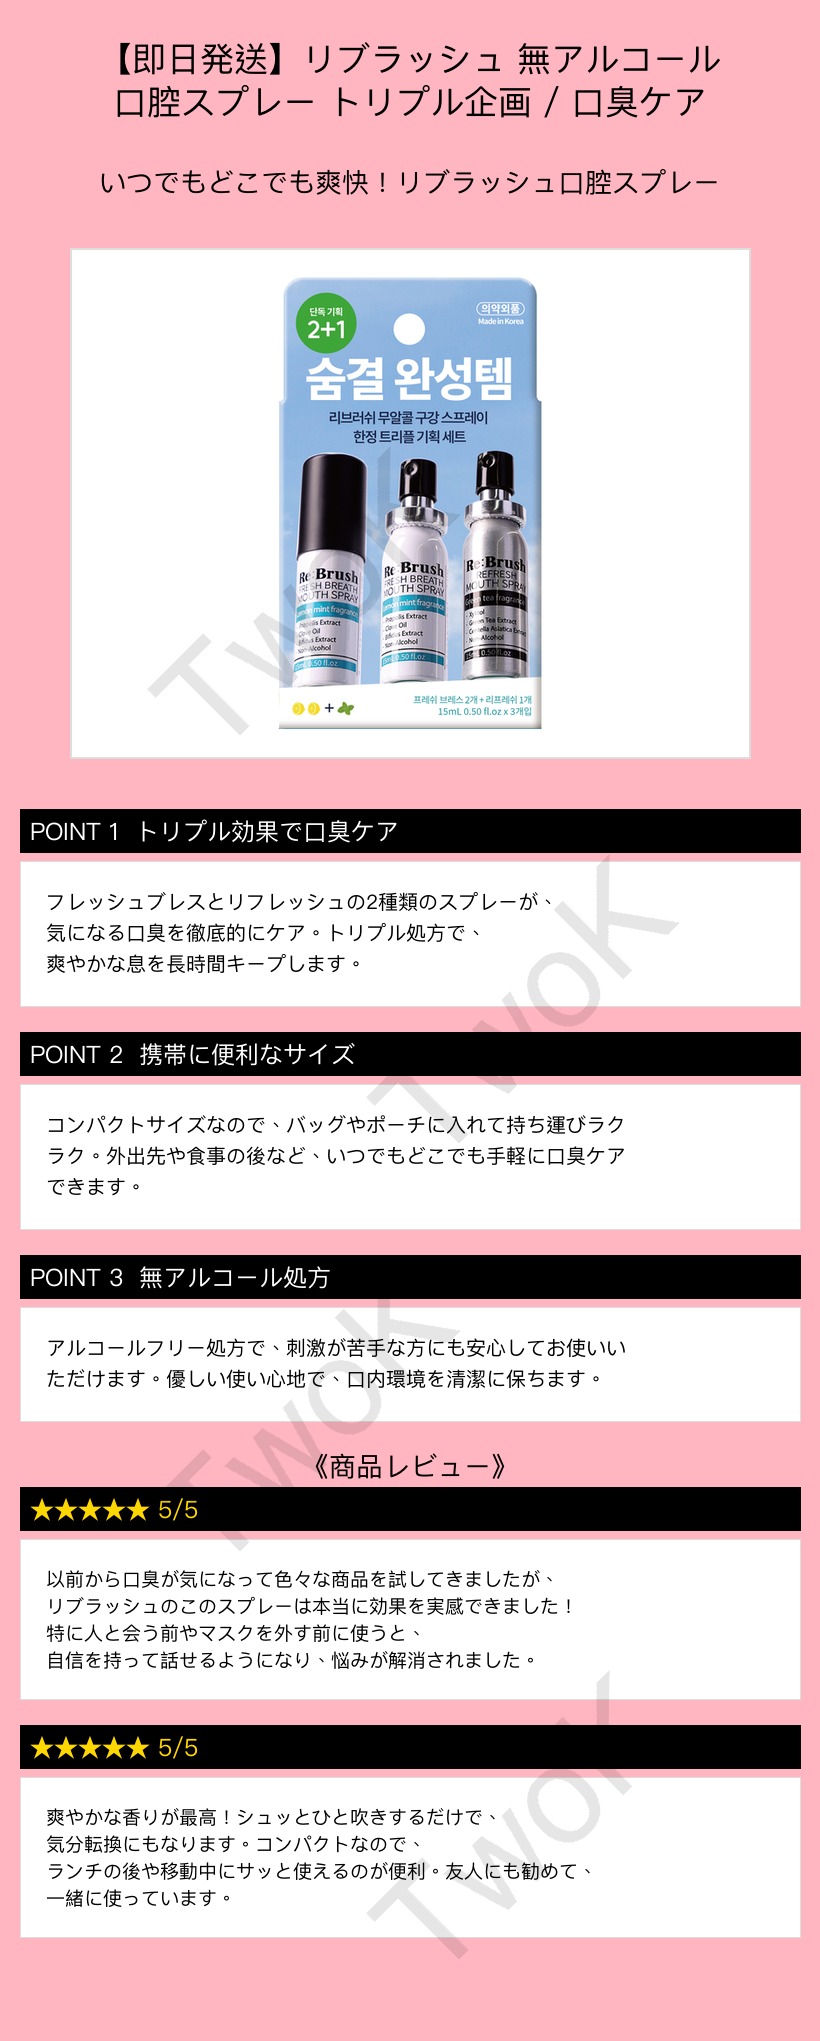 【即日発送】リブラッシュ 無アルコール
口腔スプレー トリプル企画 / 口臭ケア
いつでもどこでも爽快！リブラッシュ口腔スプレー
단독 기획
2+1
의약외품
Made in Korea
숨결 완성템
리브러쉬 무알콜 구강 스프레이
한정 트리플 기획 세트
Re:Brush
FRESH BREATH
MOUTH SPRAY
Lemon mint fragrance
Propolis Extract
Clove Oil
Bifidus Extract
Non-Alcohol
15mL 0.50 fl.oz
Re:Brush
FRESH BREATH
MOUTH SPRAY
Lemon mint fragrance
Propolis Extract
Clove Oil
Bifidus Extract
Non-Alcohol
15mL 0.50 fl.oz
Re:Brush
REFRESH
MOUTH SPRAY
Green tea fragrance
Xylitol
Green Tea Extract
Centella Asiatica Extract
Non-Alcohol
15mL 0.50 fl.oz
+
프레쉬 브레스 2개 + 리프레쉬 1개
15mL 0.50 fl.oz x 3개입
TwoK
POINT 1 トリプル効果で口臭ケア
フレッシュブレスとリフレッシュの2種類のスプレーが、
気になる口臭を徹底的にケア。トリプル処方で、
爽やかな息を長時間キープします。
TwoK
POINT 2 携帯に便利なサイズ
コンパクトサイズなので、バッグやポーチに入れて持ち運びラク
ラク。外出先や食事の後など、いつでもどこでも手軽に口臭ケア
できます。
POINT 3 無アルコール処方
アルコールフリー処方で、刺激が苦手な方にも安心してお使いい
ただけます。優しい使い心地で、口内環境を清潔に保ちます。
TwoK
《商品レビュー》
★★★★★ 5/5
以前から口臭が気になって色々な商品を試してきましたが、
リブラッシュのこのスプレーは本当に効果を実感できました！
特に人と会う前やマスクを外す前に使うと、
自信を持って話せるようになり、悩みが解消されました。
★★★★★ 5/5
爽やかな香りが最高！シュッとひと吹きするだけで、
気分転換にもなります。コンパクトなので、
ランチの後や移動中にサッと使えるのが便利。友人にも勧めて、
一緒に使っています。
TwoK